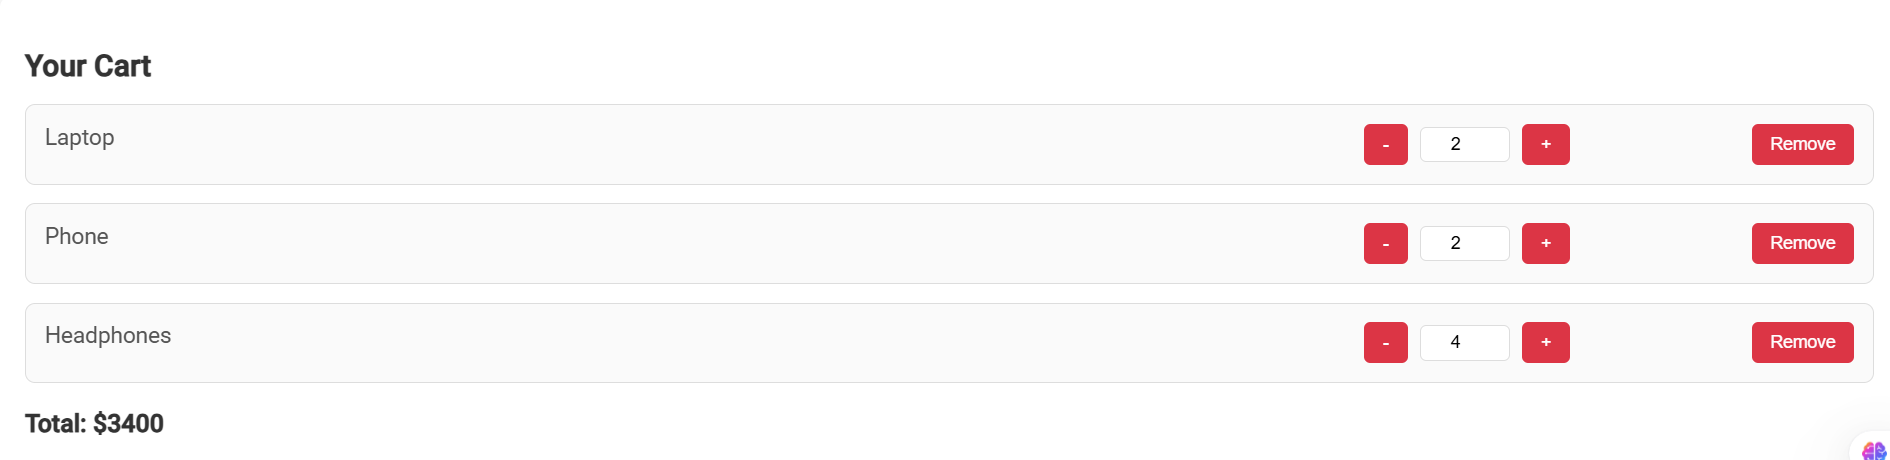 Your Cart
Laptop - 2 + Remove
Phone - 2 + Remove
Headphones - 4 + Remove
Total: $3400